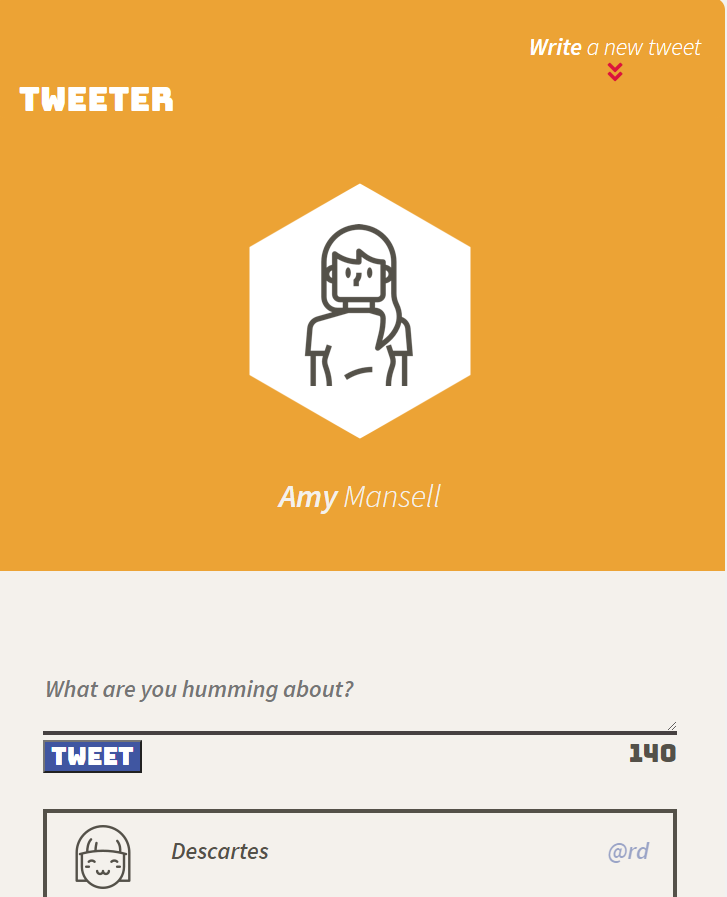 Write a new tweet
TWEETER
Amy Mansell
What are you humming about?
TWEET 140
Descartes @rd